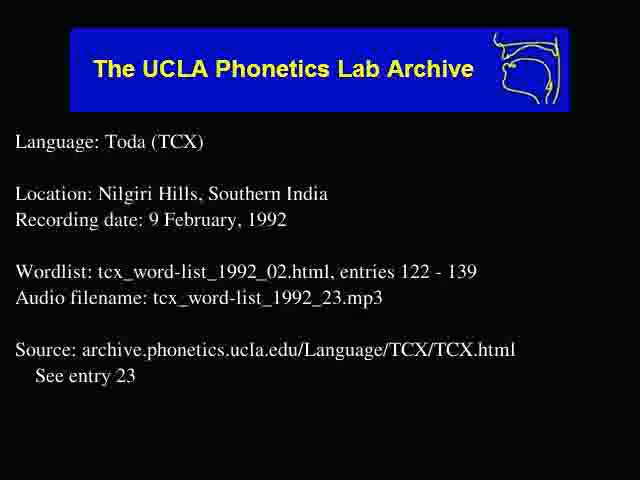 The UCLA Phonetics Lab Archive
Language: Toda (TCX)
Location: Nilgiri Hills, Southern India
Recording date: 9 February, 1992
Wordlist: tcx_word-list_1992_02.html, entries 122 - 139
Audio filename: tcx_word-list_1992_23.mp3
Source: archive.phonetics.ucla.edu/Language/TCX/TCX.html
See entry 23